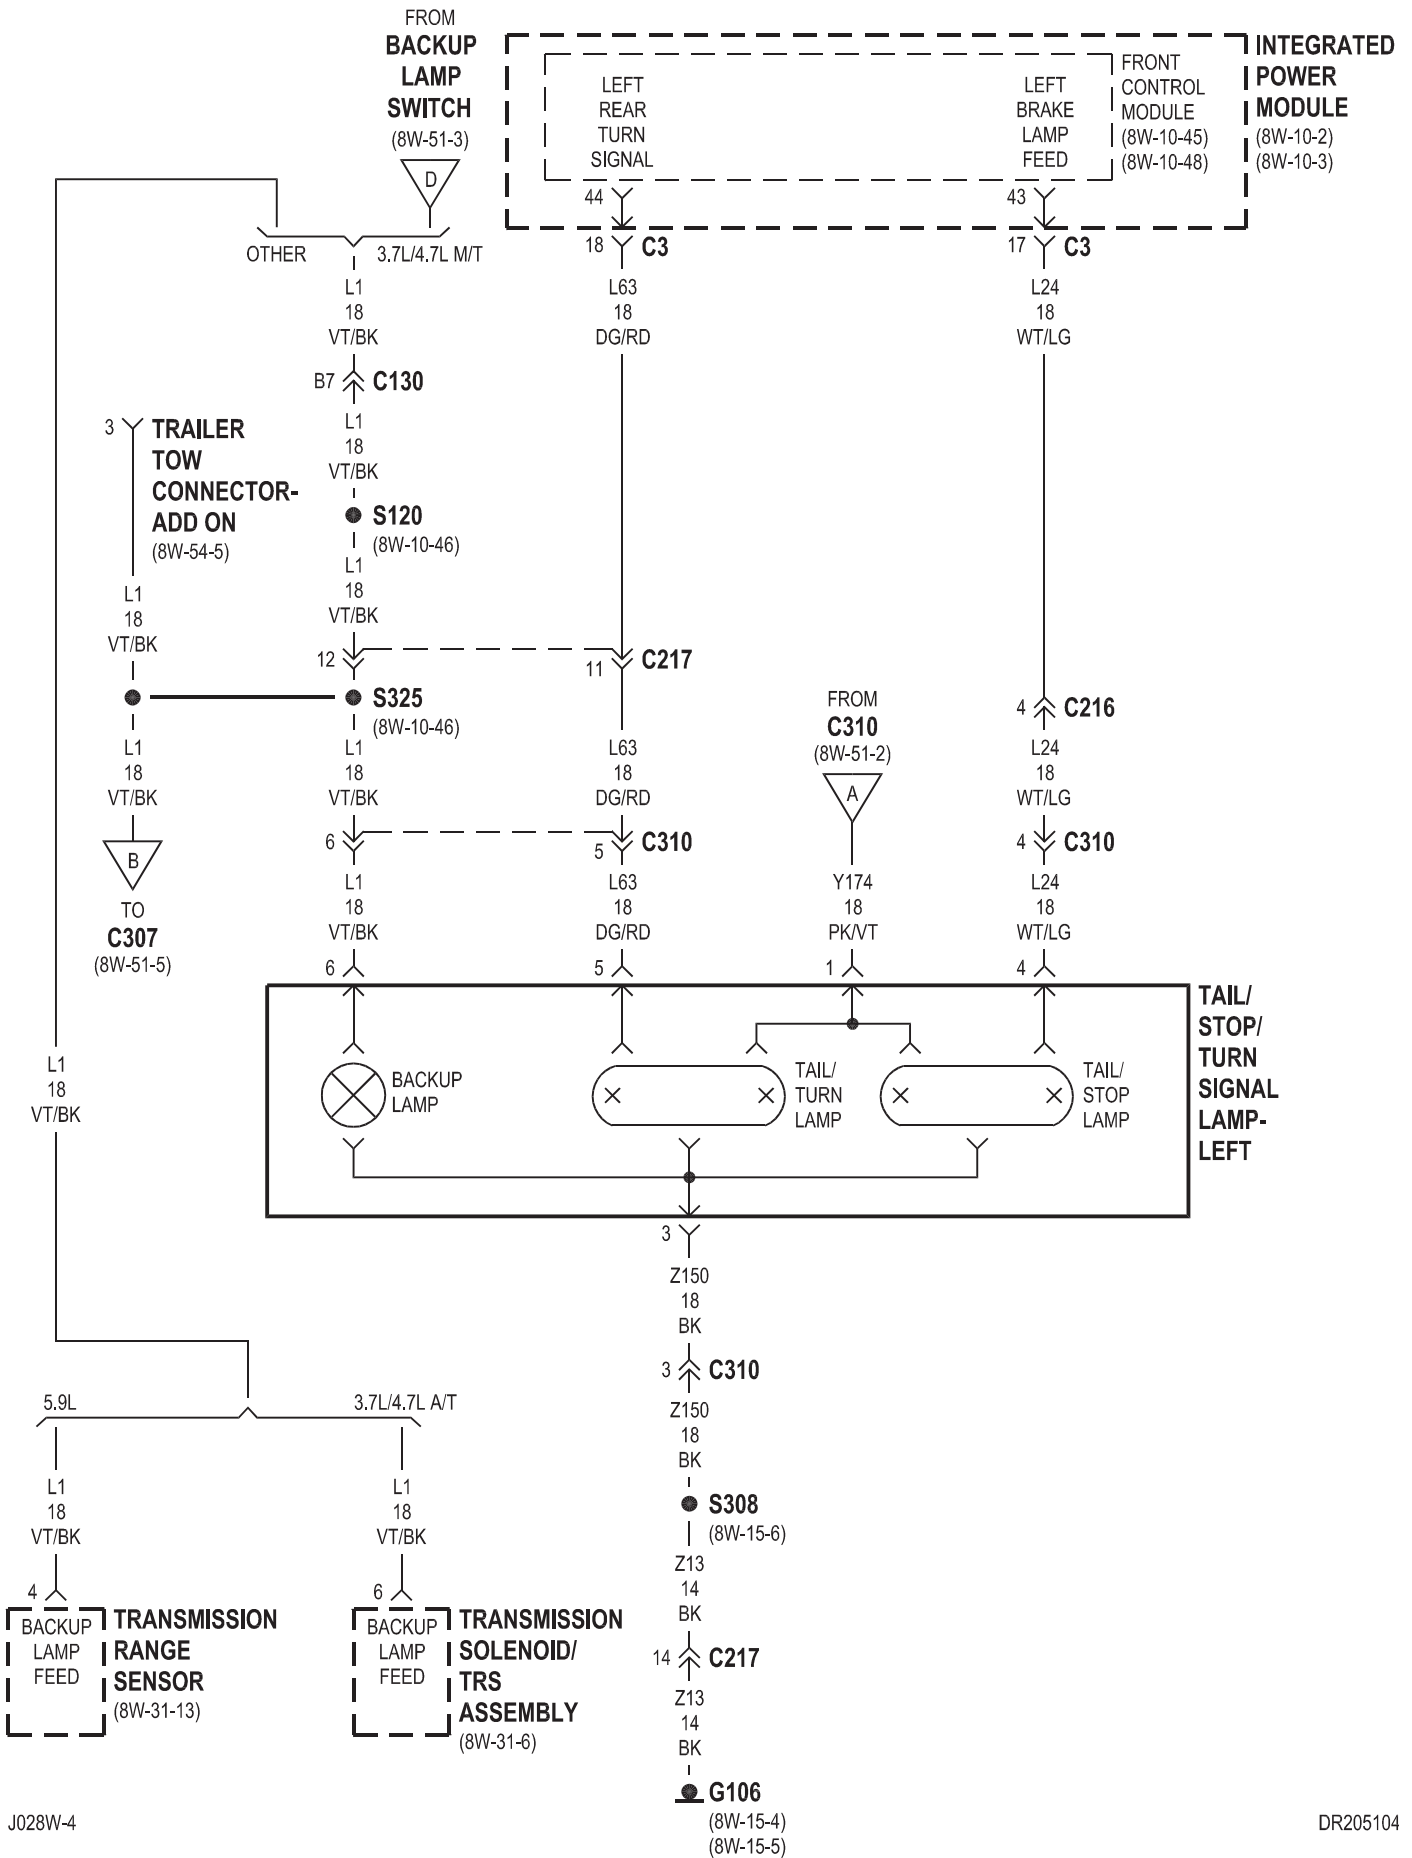 FROM
BACKUP
LAMP
SWITCH
(8W-51-3)
D
LEFT
REAR
TURN
SIGNAL
LEFT
BRAKE
LAMP
FEED
FRONT
CONTROL
MODULE
(8W-10-45)
(8W-10-48)
INTEGRATED
POWER
MODULE
(8W-10-2)
(8W-10-3)
44
43
18
C3
17
C3
OTHER
3.7L/4.7L M/T
L1
18
VT/BK
L63
18
DG/RD
L24
18
WT/LG
B7
C130
L1
18
VT/BK
3
TRAILER
TOW
CONNECTOR-
ADD ON
(8W-54-5)
S120
(8W-10-46)
L1
18
VT/BK
L1
18
VT/BK
12
11
C217
S325
(8W-10-46)
FROM
C310
(8W-51-2)
A
4
C216
L1
18
VT/BK
L1
18
VT/BK
L63
18
DG/RD
L24
18
WT/LG
B
TO
C307
(8W-51-5)
6
5
C310
4
C310
L1
18
VT/BK
L63
18
DG/RD
Y174
18
PK/VT
L24
18
WT/LG
6
5
1
4
TAIL/
STOP/
TURN
SIGNAL
LAMP-
LEFT
BACKUP
LAMP
TAIL/
TURN
LAMP
TAIL/
STOP
LAMP
L1
18
VT/BK
3
Z150
18
BK
3
C310
Z150
18
BK
5.9L
3.7L/4.7L A/T
L1
18
VT/BK
L1
18
VT/BK
S308
(8W-15-6)
Z13
14
BK
4
6
BACKUP
LAMP
FEED
TRANSMISSION
RANGE
SENSOR
(8W-31-13)
BACKUP
LAMP
FEED
TRANSMISSION
SOLENOID/
TRS
ASSEMBLY
(8W-31-6)
14
C217
Z13
14
BK
G106
(8W-15-4)
(8W-15-5)
J028W-4
DR205104